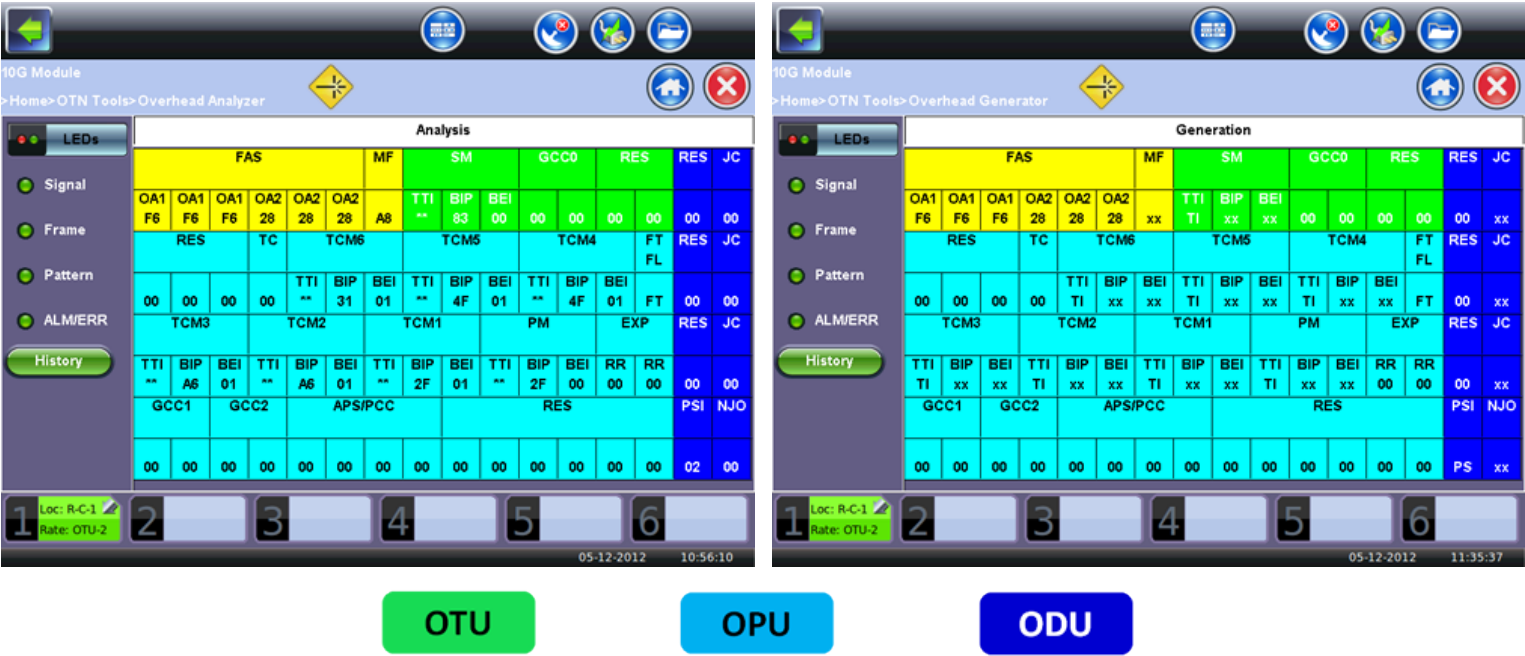 10G Module
>Home>OTN Tools>Overhead Analyzer
LEDs
Signal
Frame
Pattern
ALM/ERR
History
Analysis
FAS MF SM GCC0 RES RES JC
OA1 OA1 OA1 OA2 OA2 OA2 TTI BIP BEI
F6 F6 F6 28 28 28 A8 ** 83 00 00 00 00 00 00 00
RES TC TCM6 TCM5 TCM4 FT RES JC
FL
TTI BIP BEI TTI BIP BEI TTI BIP BEI
00 00 00 00 ** 31 01 ** 4F 01 ** 4F 01 FT 00 00
TCM3 TCM2 TCM1 PM EXP RES JC
TTI BIP BEI TTI BIP BEI TTI BIP BEI TTI BIP BEI RR RR
** A6 01 ** A6 01 ** 2F 01 ** 2F 00 00 00 00 00
GCC1 GCC2 APS/PCC RES PSI NJO
00 00 00 00 00 00 00 00 00 00 00 00 00 00 02 00
1 Loc: R-C-1
Rate: OTU-2
2 3 4 5 6
05-12-2012 10:56:10
10G Module
>Home>OTN Tools>Overhead Generator
LEDs
Signal
Frame
Pattern
ALM/ERR
History
Generation
FAS MF SM GCC0 RES RES JC
OA1 OA1 OA1 OA2 OA2 OA2 TTI BIP BEI
F6 F6 F6 28 28 28 xx TI xx xx 00 00 00 00 00 xx
RES TC TCM6 TCM5 TCM4 FT RES JC
FL
TTI BIP BEI TTI BIP BEI TTI BIP BEI
00 00 00 00 TI xx xx TI xx xx TI xx xx FT 00 xx
TCM3 TCM2 TCM1 PM EXP RES JC
TTI BIP BEI TTI BIP BEI TTI BIP BEI TTI BIP BEI RR RR
TI xx xx TI xx xx TI xx xx TI xx xx 00 00 00 xx
GCC1 GCC2 APS/PCC RES PSI NJO
00 00 00 00 00 00 00 00 00 00 00 00 00 00 PS xx
1 Loc: R-C-1
Rate: OTU-2
2 3 4 5 6
05-12-2012 11:35:37
OTU
OPU
ODU